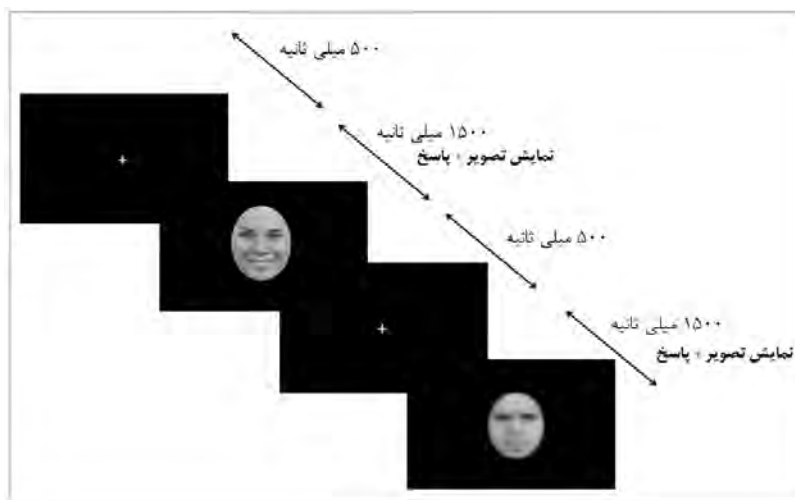 ۵۰۰ میلی ثانیه
۱۵۰۰ میلی ثانیه
نمایش تصویر + پاسخ
۵۰۰ میلی ثانیه
۱۵۰۰ میلی ثانیه
نمایش تصویر + پاسخ